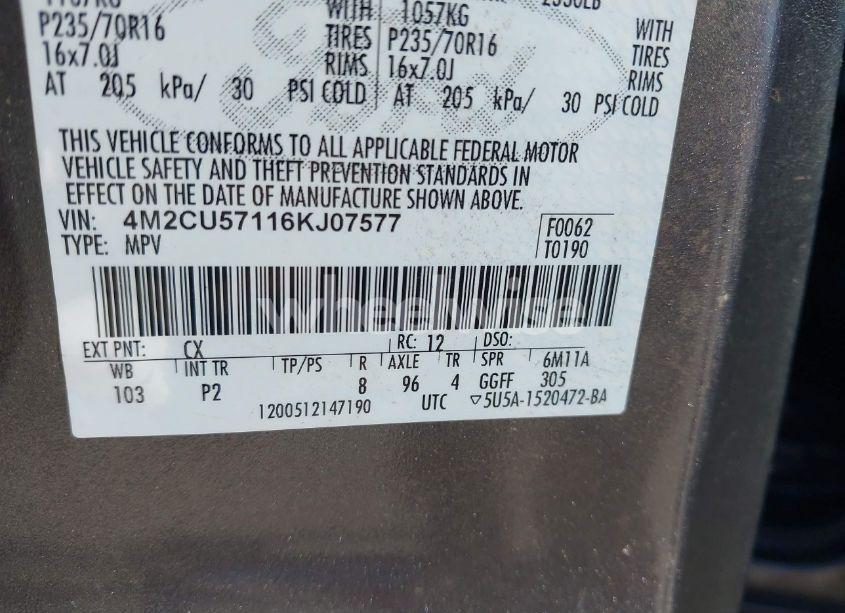 WITH 1057KG
P235/70R16 TIRES P235/70R16 WITH
16x7.0J RIMS 16x7.0J TIRES
RIMS
AT 205 kPa/ 30 PSI COLD AT 205 kPa/ 30 PSI COLD
THIS VEHICLE CONFORMS TO ALL APPLICABLE FEDERAL MOTOR
VEHICLE SAFETY AND THEFT PREVENTION STANDARDS IN
EFFECT ON THE DATE OF MANUFACTURE SHOWN ABOVE.
VIN: 4M2CU57116KJ07577 F0062
TYPE: MPV T0190
wheelwise
EXT PNT: CX RC: 12 DSO:
WB INT TR TP/PS R AXLE TR SPR 6M11A
103 P2 8 96 4 GGFF 305
1200512147190 UTC ▽5U5A-1520472-BA